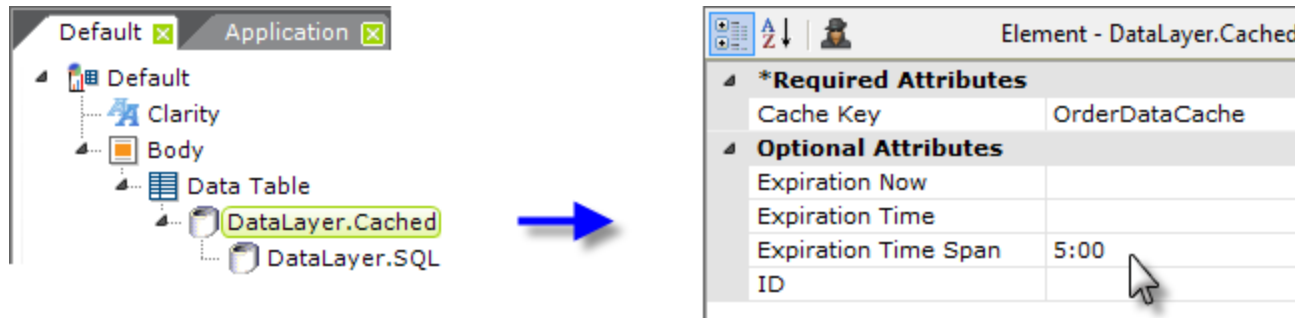 Default
Application
Default
Clarity
Body
Data Table
DataLayer.Cached
DataLayer.SQL
A Z Element - DataLayer.Cached
*Required Attributes
Cache Key OrderDataCache
Optional Attributes
Expiration Now
Expiration Time
Expiration Time Span 5:00
ID